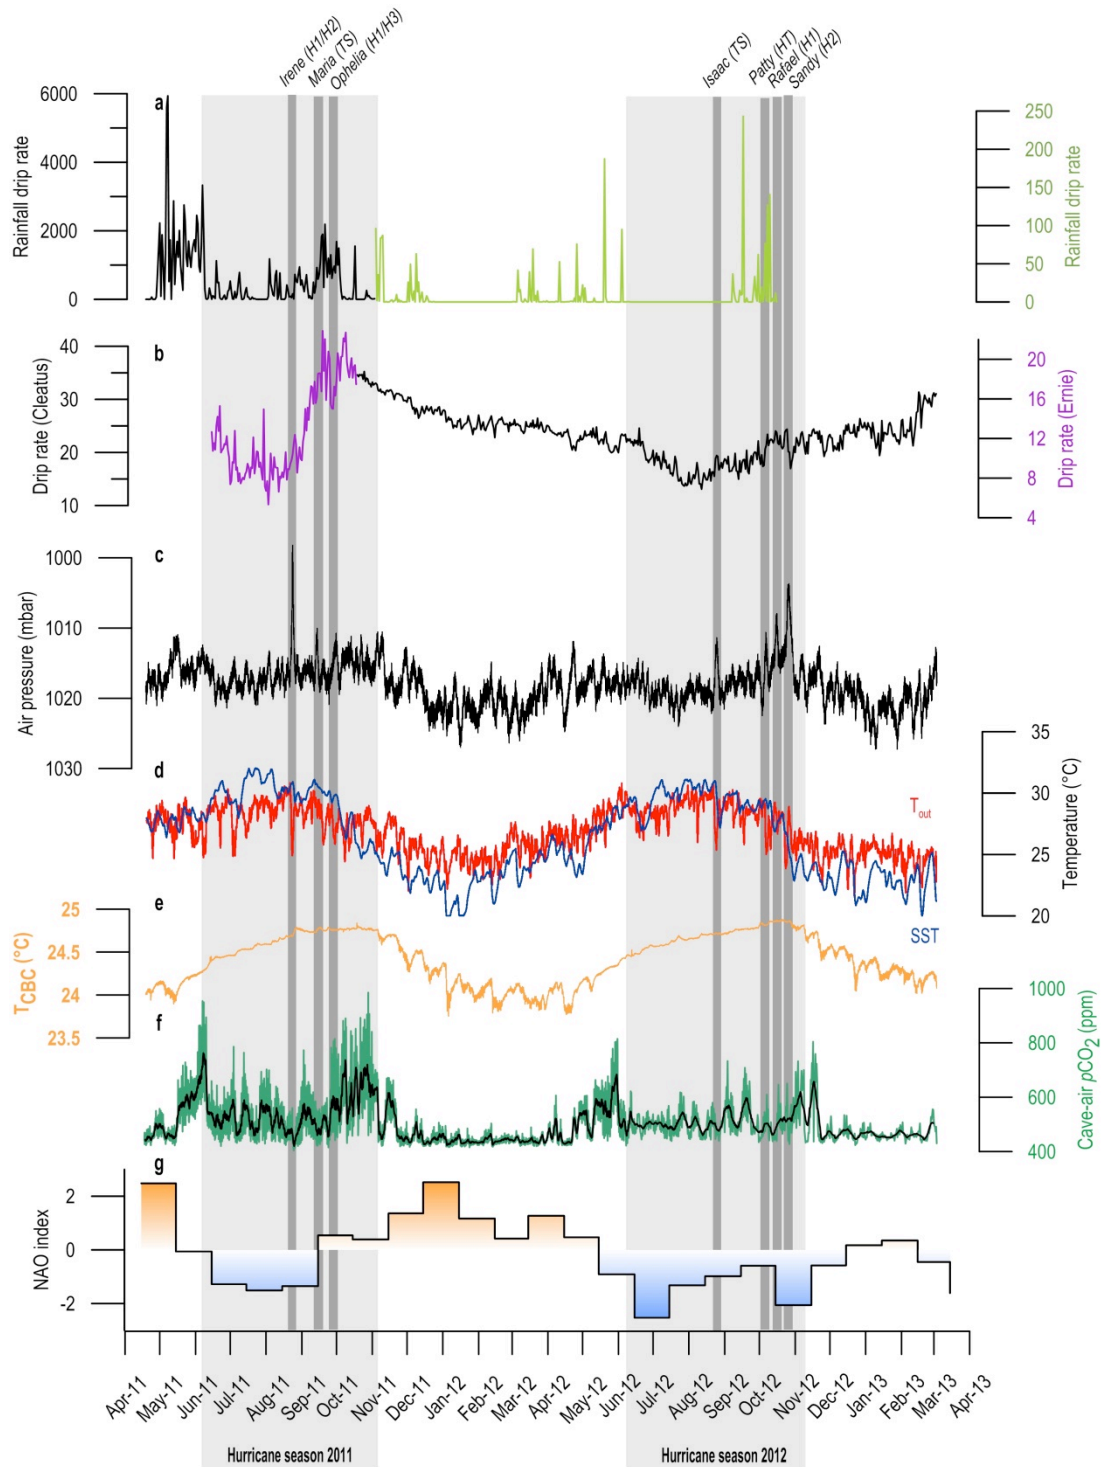 Irene (H1/H2)
Maria (TS)
Ophelia (H1/H3)
Isaac (TS)
Patty (HT)
Rafael (H1)
Sandy (H2)
a
Rainfall drip rate
6000
4000
2000
0
250
200
150
100
50
0
Rainfall drip rate
b
Drip rate (Cleatus)
40
30
20
10
20
16
12
8
4
Drip rate (Ernie)
c
Air pressure (mbar)
1000
1010
1020
1030
d
35
30
25
20
Temperature (°C)
Tout
SST
e
TCBC (°C)
25
24.5
24
23.5
f
1000
800
600
400
Cave-air pCO2 (ppm)
g
NAO index
2
0
-2
Apr-11
May-11
Jun-11
Jul-11
Aug-11
Sep-11
Oct-11
Nov-11
Dec-11
Jan-12
Feb-12
Mar-12
Apr-12
May-12
Jun-12
Jul-12
Aug-12
Sep-12
Oct-12
Nov-12
Dec-12
Jan-13
Feb-13
Mar-13
Apr-13
Hurricane season 2011
Hurricane season 2012